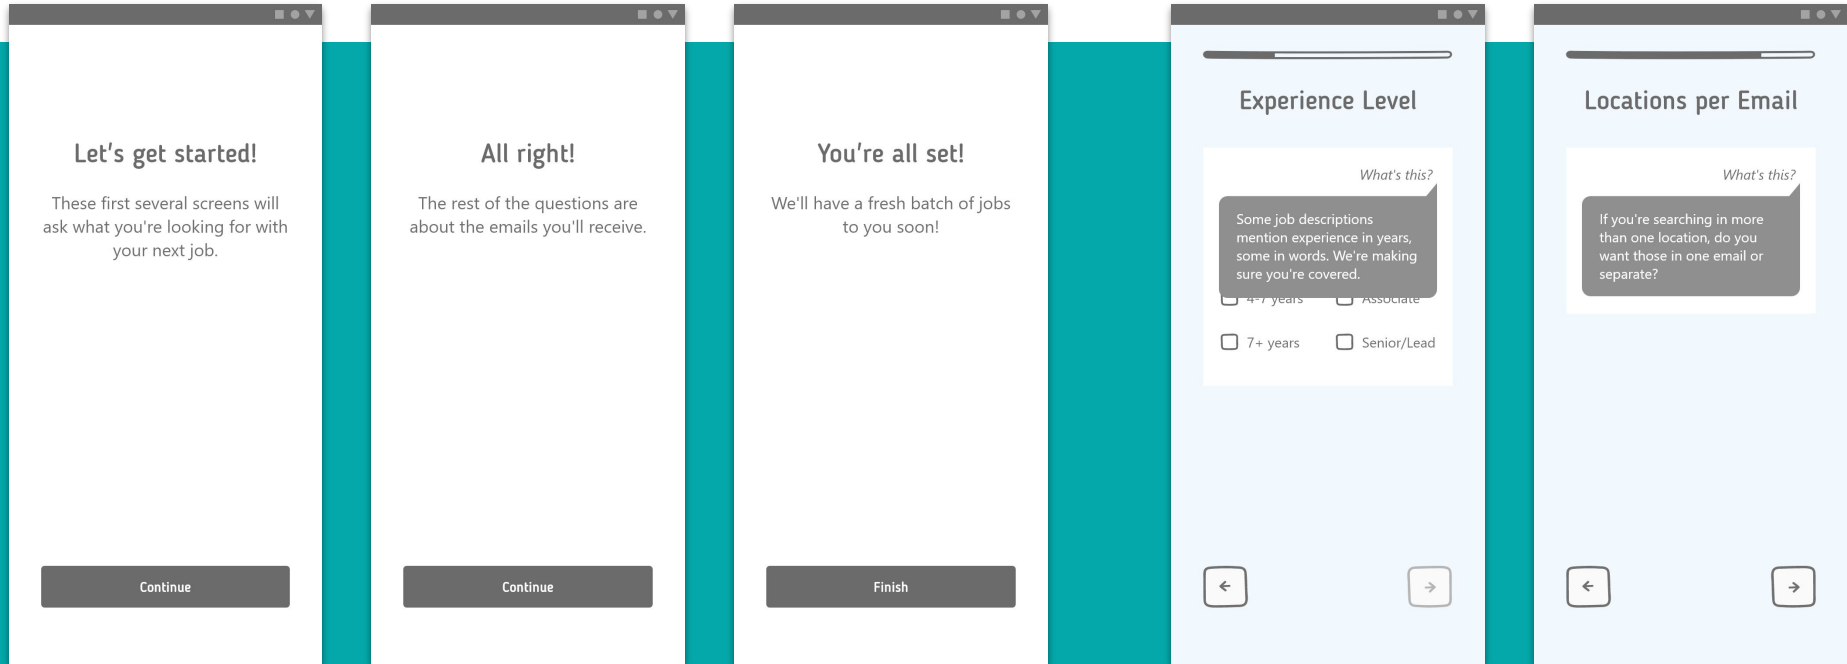 Let's get started!
These first several screens will
ask what you're looking for with
your next job.
Continue
All right!
The rest of the questions are
about the emails you'll receive.
Continue
You're all set!
We'll have a fresh batch of jobs
to you soon!
Finish
Experience Level
What's this?
Some job descriptions
mention experience in years,
some in words. We're making
sure you're covered.
4-7 years Associate
7+ years Senior/Lead
Locations per Email
What's this?
If you're searching in more
than one location, do you
want those in one email or
separate?